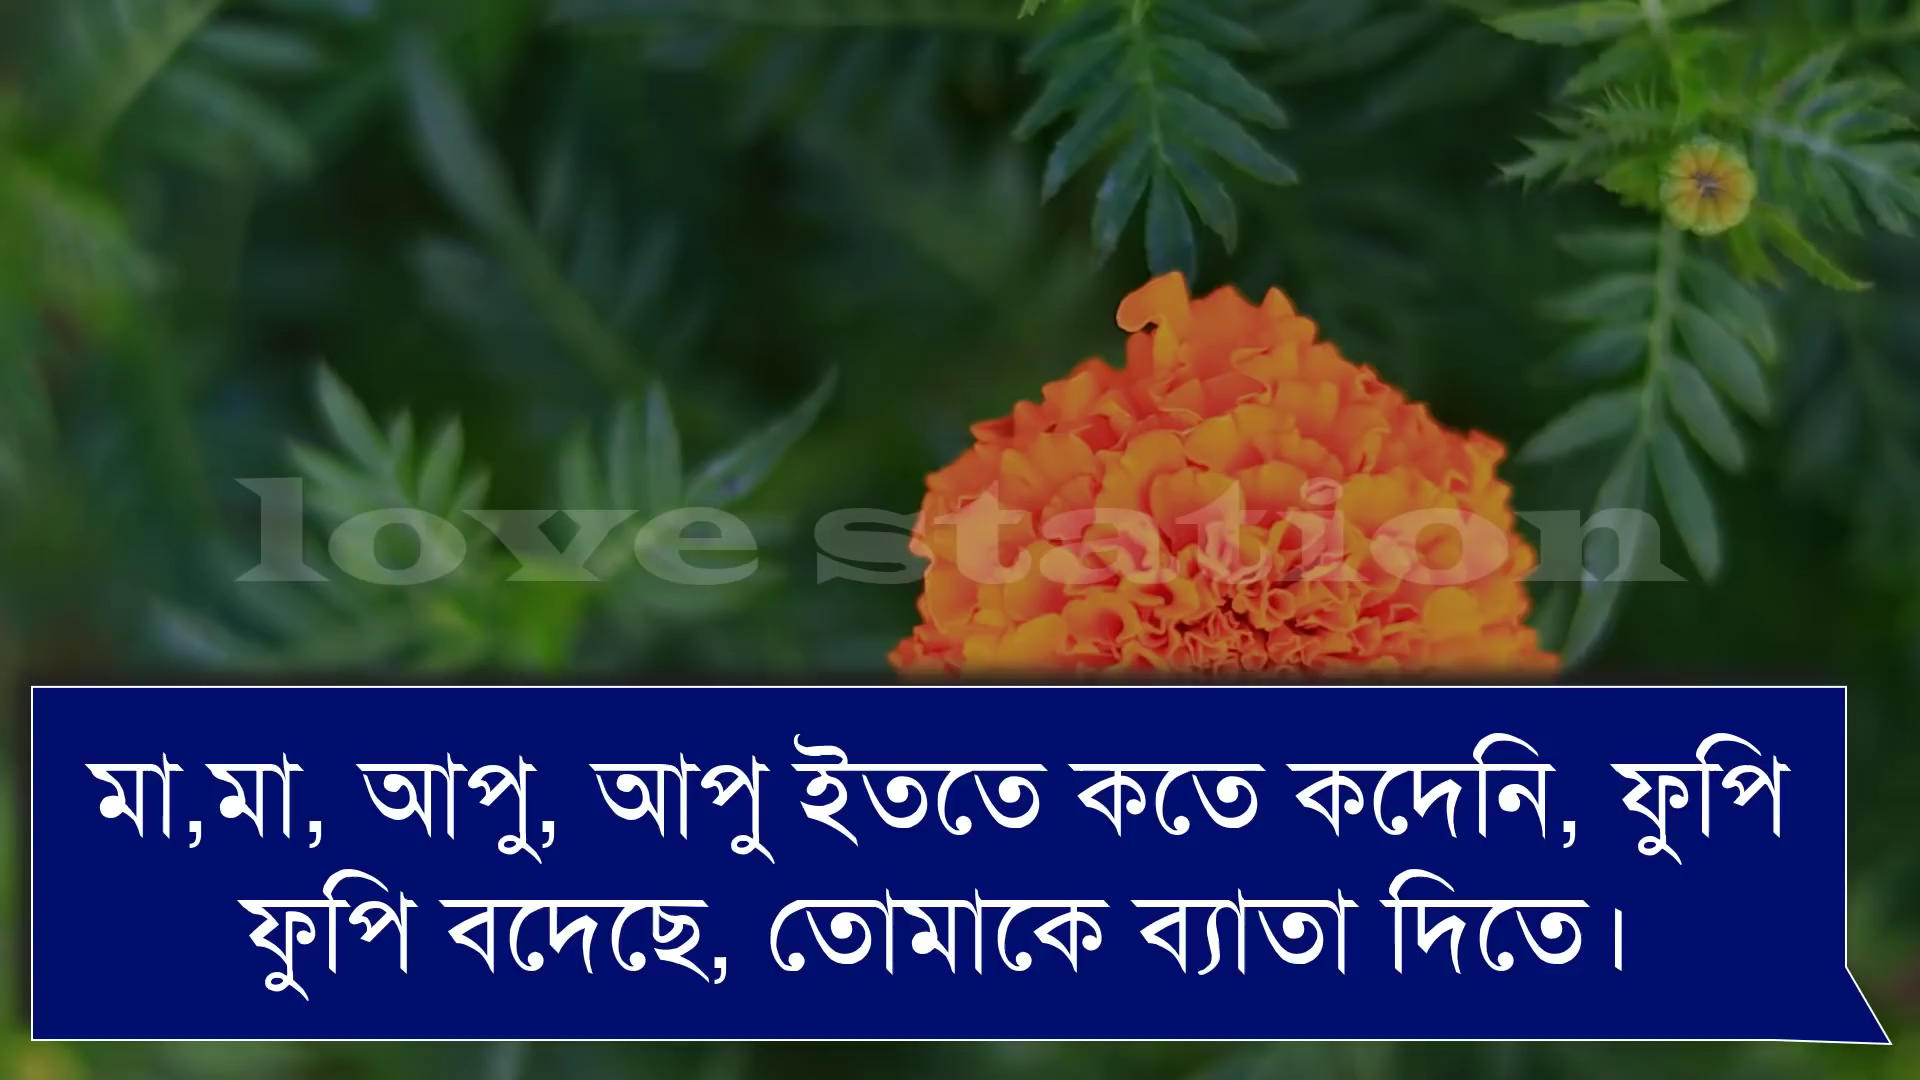 love station
মা,মা, আপু, আপু ইততে কতে কদেনি, ফুপি
ফুপি বদেছে, তোমাকে ব্যাতা দিতে।